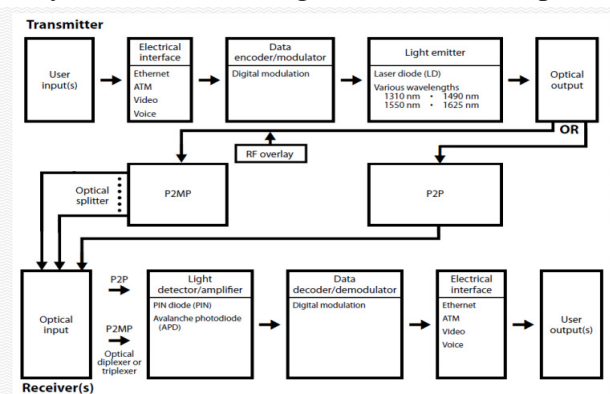 Transmitter
User
input(s)
Electrical
interface
Ethernet
ATM
Video
Voice
Data
encoder/modulator
Digital modulation
Light emitter
Laser diode (LD)
Various wavelengths
1310 nm • 1490 nm
1550 nm • 1625 nm
Optical
output
OR
RF overlay
Optical
splitter
P2MP
P2P
Optical
input
P2P
P2MP
Optical
diplexer or
triplexer
Light
detector/amplifier
PIN diode (PIN)
Avalanche photodiode
(APD)
Data
decoder/demodulator
Digital modulation
Electrical
interface
Ethernet
ATM
Video
Voice
User
output(s)
Receiver(s)